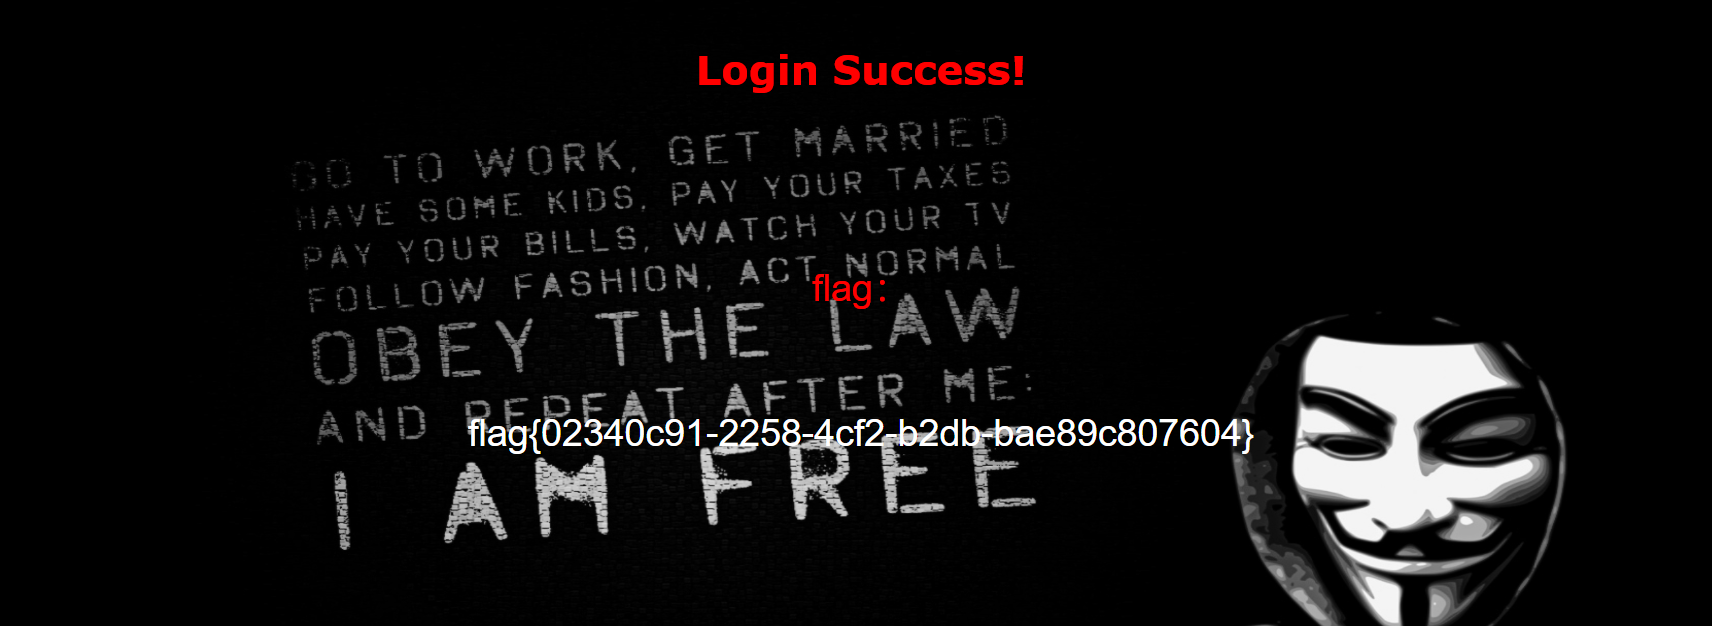 Login Success!
GO TO WORK, GET MARRIED
HAVE SOME KIDS, PAY YOUR TAXES
PAY YOUR BILLS, WATCH YOUR TV
FOLLOW FASHION, ACT NORMAL
flag:
OBEY THE LAW
AND REPEAT AFTER ME:
flag{02340c91-2258-4cf2-b2db-bae89c807604}
I AM FREE